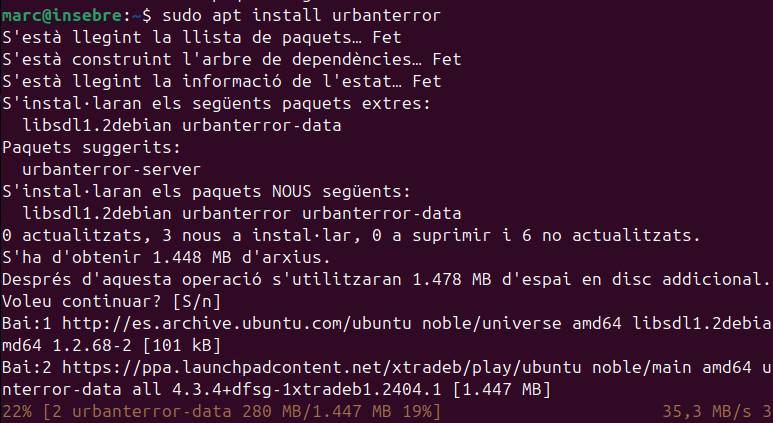 marc@insebre:~$ sudo apt install urbanterror
S'està llegint la llista de paquets… Fet
S'està construint l'arbre de dependències… Fet
S'està llegint la informació de l'estat… Fet
S'instal·laran els següents paquets extres:
  libsdl1.2debian urbanterror-data
Paquets suggerits:
  urbanterror-server
S'instal·laran els paquets NOUS següents:
  libsdl1.2debian urbanterror urbanterror-data
0 actualitzats, 3 nous a instal·lar, 0 a suprimir i 6 no actualitzats.
S'ha d'obtenir 1.448 MB d'arxius.
Després d'aquesta operació s'utilitzaran 1.478 MB d'espai en disc addicional.
Voleu continuar? [S/n]
Bai:1 http://es.archive.ubuntu.com/ubuntu noble/universe amd64 libsdl1.2debia
md64 1.2.68-2 [101 kB]
Bai:2 https://ppa.launchpadcontent.net/xtradeb/play/ubuntu noble/main amd64 u
nterror-data all 4.3.4+dfsg-1xtradeb1.2404.1 [1.447 MB]
22% [2 urbanterror-data 280 MB/1.447 MB 19%] 35,3 MB/s 3